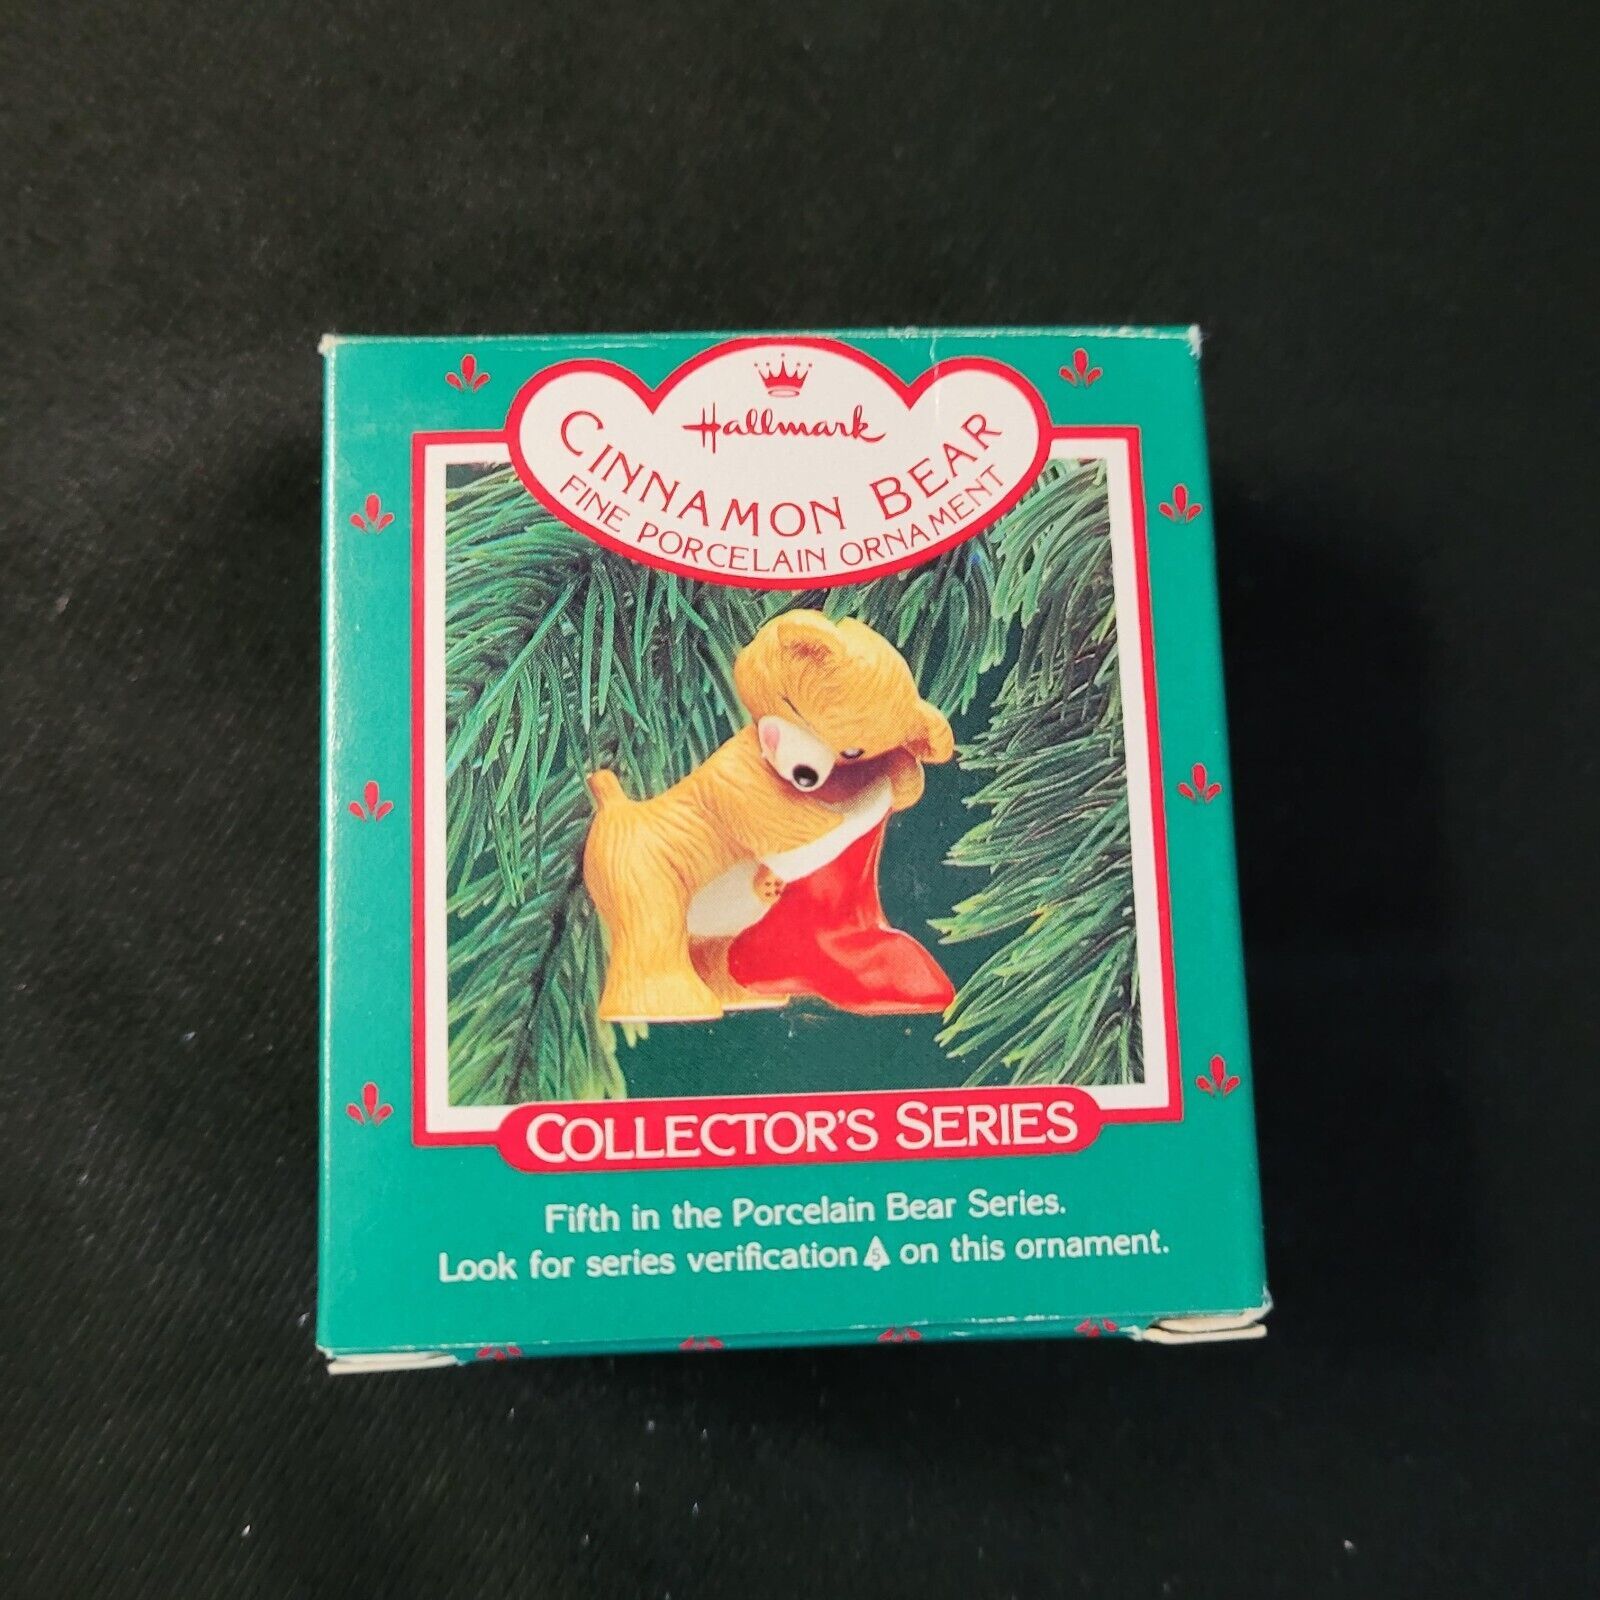 Hallmark
CINNAMON BEAR
FINE PORCELAIN ORNAMENT
COLLECTOR'S SERIES
Fifth in the Porcelain Bear Series.
Look for series verification 5 on this ornament.